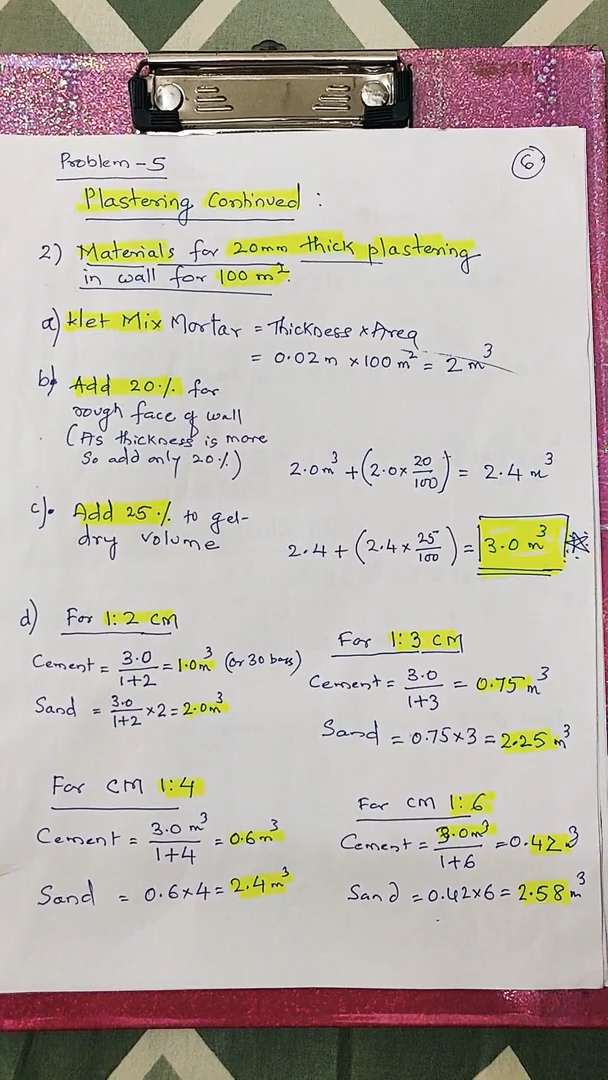 Problem - 5
6
Plastering Continued :
2) Materials for 20mm thick plastering
in wall for 100 m².
a) Wet Mix Mortar = Thickness × Area
= 0.02 m × 100 m² = 2 m³
b) Add 20% for
rough face of wall
(As thickness is more
So add only 20%)
2.0 m³ + (2.0 × 20/100) = 2.4 m³
c). Add 25% to get
dry volume
2.4 + (2.4 × 25/100) = 3.0 m³
d) For 1:2 CM
Cement = 3.0/1+2 = 1.0 m³ (or 30 bags)
Sand = 3.0/1+2 × 2 = 2.0 m³
For 1:3 CM
Cement = 3.0/1+3 = 0.75 m³
Sand = 0.75 × 3 = 2.25 m³
For CM 1:4
Cement = 3.0 m³/1+4 = 0.6 m³
Sand = 0.6 × 4 = 2.4 m³
For CM 1:6
Cement = 3.0 m³/1+6 = 0.42 m³
Sand = 0.42 × 6 = 2.58 m³